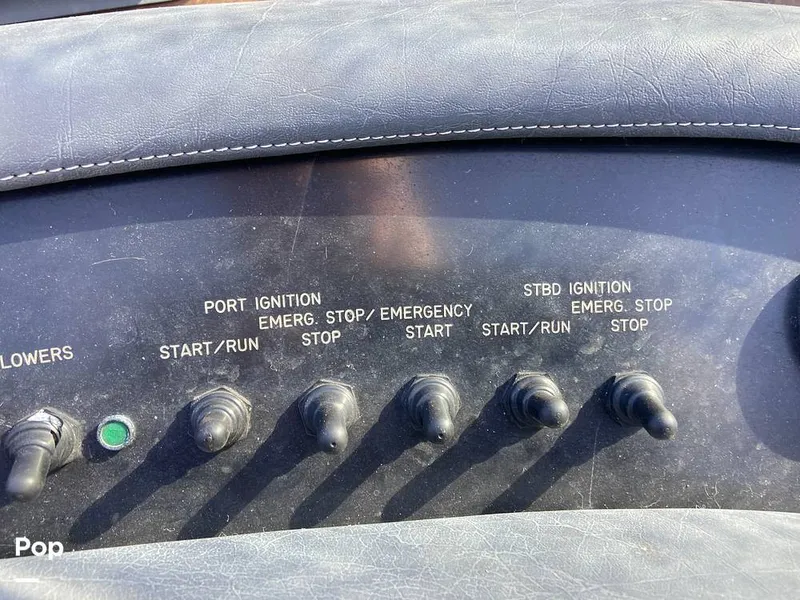 PORT IGNITION
STBD IGNITION
EMERG. STOP/ EMERGENCY
EMERG. STOP
LOWERS
START/RUN
STOP
START
START/RUN
STOP
Pop